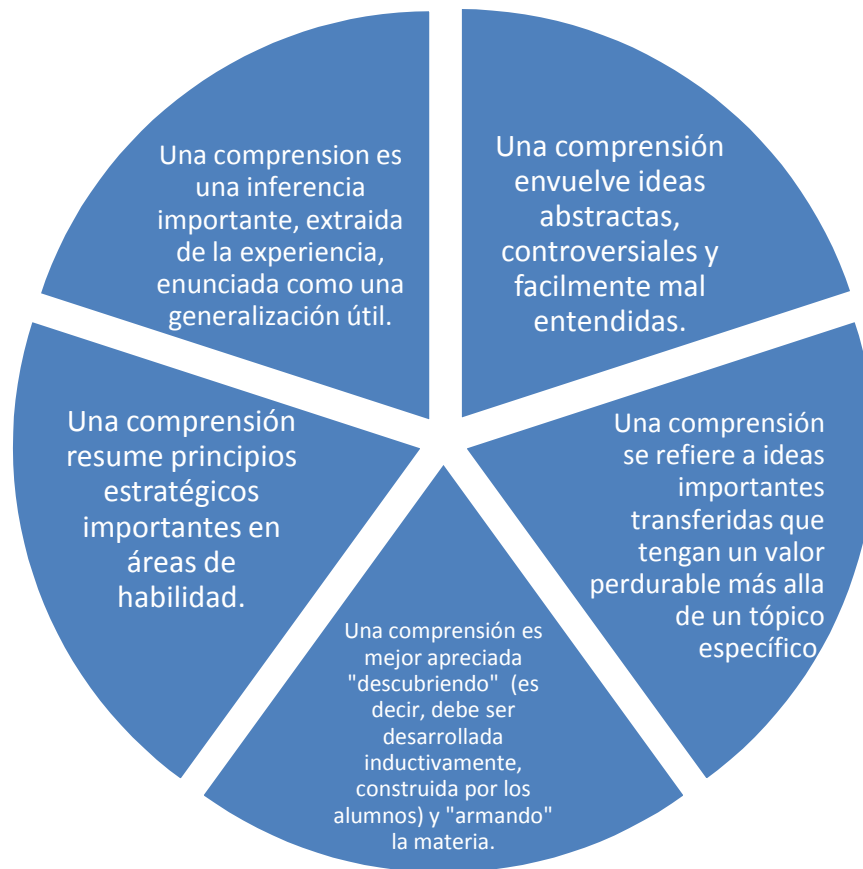 Una comprension es
una inferencia
importante, extraida
de la experiencia,
enunciada como una
generalización útil.
Una comprensión
envuelve ideas
abstractas,
controversiales y
facilmente mal
entendidas.
Una comprensión
se refiere a ideas
importantes
transferidas que
tengan un valor
perdurable más alla
de un tópico
específico.
Una comprensión es
mejor apreciada
"descubriendo" (es
decir, debe ser
desarrollada
inductivamente,
construida por los
alumnos) y "armando"
la materia.
Una comprensión
resume principios
estratégicos
importantes en
áreas de
habilidad.